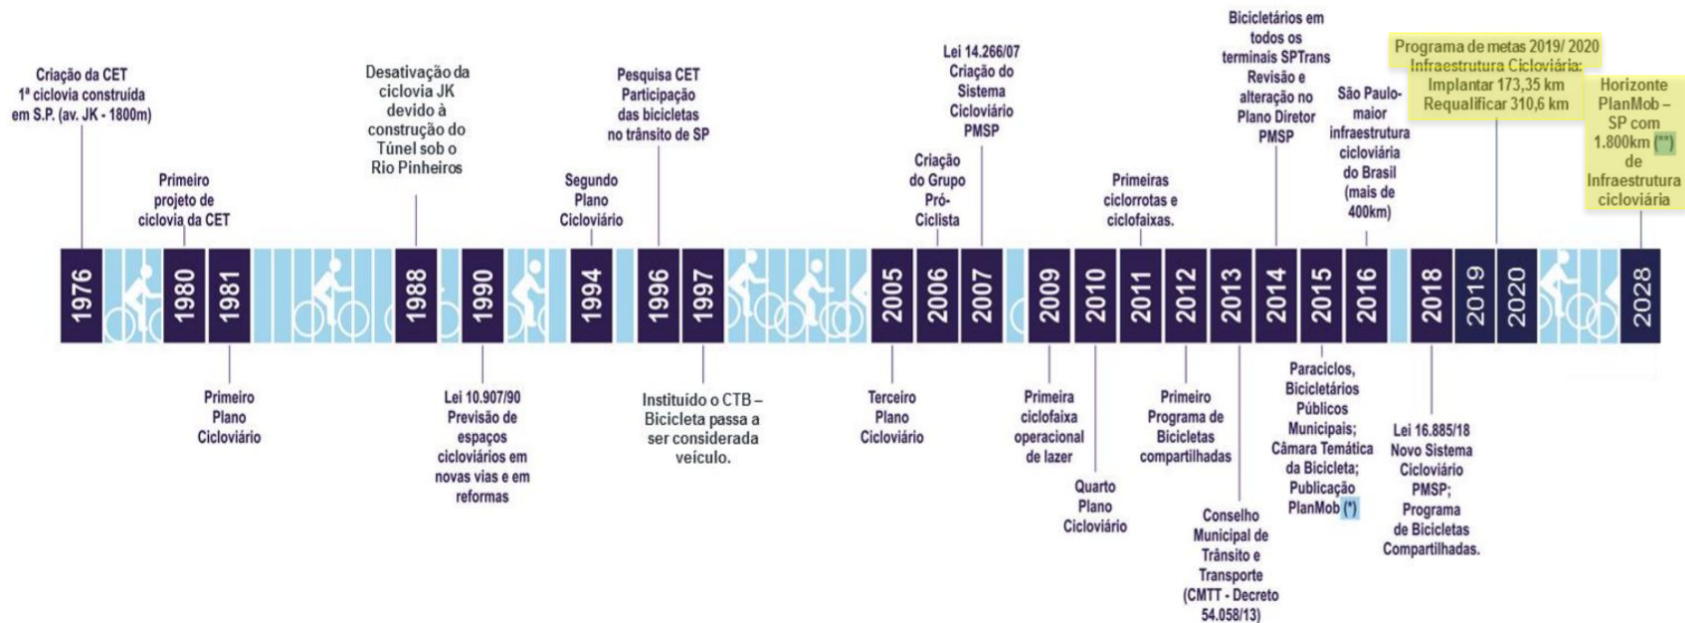 Criação da CET
1ª ciclovia construída
em S.P. (av. JK - 1800m)
Primeiro
projeto de
ciclovia da CET
Desativação da
ciclovia JK
devido à
construção do
Túnel sob o
Rio Pinheiros
Segundo
Plano
Cicloviário
Pesquisa CET
Participação
das bicicletas
no trânsito de SP
Criação
do Grupo
Pró-
Ciclista
Lei 14.266/07
Criação do
Sistema
Cicloviário
PMSP
Primeiras
ciclorrotas e
ciclofaixas.
Bicicletários em
todos os
terminais SPTrans
Revisão e
alteração no
Plano Diretor
PMSP
São Paulo-
maior
infraestrutura
cicloviária
do Brasil
(mais de
400km)
Programa de metas 2019/ 2020
Infraestrutura Cicloviária:
Implantar 173,35 km
Requalificar 310,6 km
Horizonte
PlanMob –
SP com
1.800km (**)
de
Infraestrutura
cicloviária
1976
1980
1981
1988
1990
1994
1996
1997
2005
2006
2007
2009
2010
2011
2012
2013
2014
2015
2016
2018
2019
2020
2028
Primeiro
Plano
Cicloviário
Lei 10.907/90
Previsão de
espaços
cicloviários em
novas vias e em
reformas
Instituído o CTB –
Bicicleta passa a
ser considerada
veículo.
Terceiro
Plano
Cicloviário
Primeira
ciclofaixa
operacional
de lazer
Quarto
Plano
Cicloviário
Primeiro
Programa de
Bicicletas
compartilhadas
Conselho
Municipal de
Trânsito e
Transporte
(CMTT - Decreto
54.058/13)
Paraciclos,
Bicicletários
Públicos
Municipais;
Câmara Temática
da Bicicleta;
Publicação
PlanMob (*)
Lei 16.885/18
Novo Sistema
Cicloviário
PMSP;
Programa
de Bicicletas
Compartilhadas.